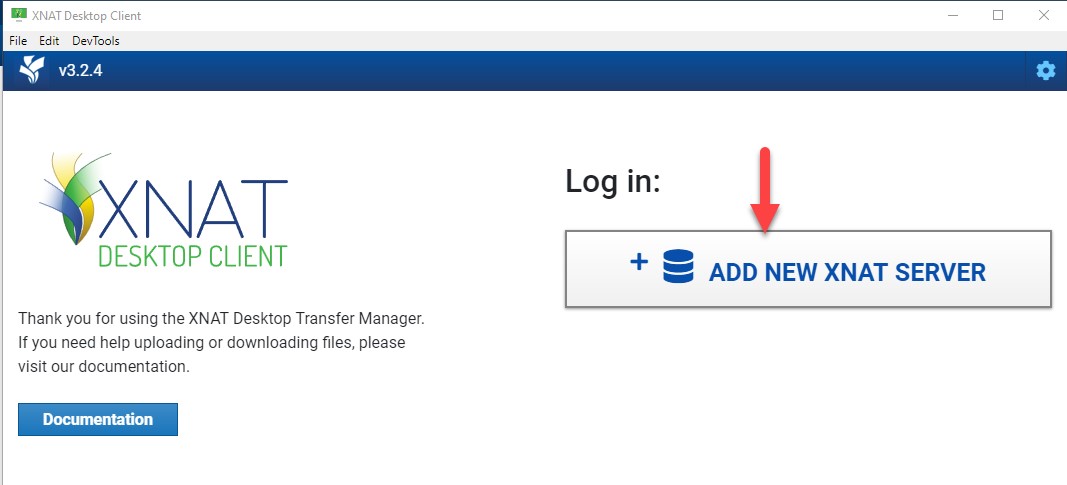 XNAT Desktop Client
File Edit DevTools
v3.2.4
XNAT
DESKTOP CLIENT
Thank you for using the XNAT Desktop Transfer Manager.
If you need help uploading or downloading files, please
visit our documentation.
Documentation
Log in:
+ ADD NEW XNAT SERVER